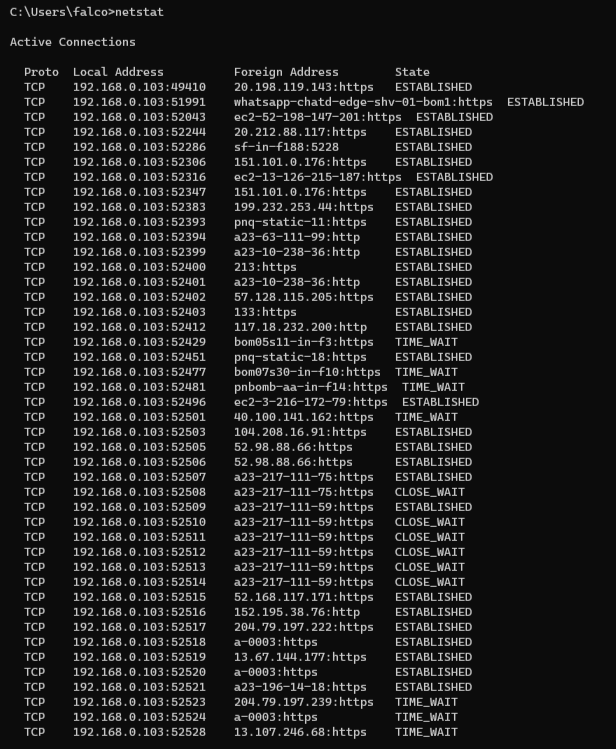 C:\Users\falco>netstat
Active Connections
Proto  Local Address          Foreign Address        State
TCP    192.168.0.103:49410    20.198.119.143:https   ESTABLISHED
TCP    192.168.0.103:51991    whatsapp-chatd-edge-shv-01-bom1:https  ESTABLISHED
TCP    192.168.0.103:52043    ec2-52-198-147-201:https  ESTABLISHED
TCP    192.168.0.103:52244    20.212.88.117:https    ESTABLISHED
TCP    192.168.0.103:52286    sf-in-f188:5228        ESTABLISHED
TCP    192.168.0.103:52306    151.101.0.176:https    ESTABLISHED
TCP    192.168.0.103:52316    ec2-13-126-215-187:https  ESTABLISHED
TCP    192.168.0.103:52347    151.101.0.176:https    ESTABLISHED
TCP    192.168.0.103:52383    199.232.253.44:https   ESTABLISHED
TCP    192.168.0.103:52393    pnq-static-11:https    ESTABLISHED
TCP    192.168.0.103:52394    a23-63-111-99:http     ESTABLISHED
TCP    192.168.0.103:52399    a23-10-238-36:http     ESTABLISHED
TCP    192.168.0.103:52400    213:https              ESTABLISHED
TCP    192.168.0.103:52401    a23-10-238-36:http     ESTABLISHED
TCP    192.168.0.103:52402    57.128.115.205:https   ESTABLISHED
TCP    192.168.0.103:52403    133:https              ESTABLISHED
TCP    192.168.0.103:52412    117.18.232.200:http    ESTABLISHED
TCP    192.168.0.103:52429    bom05s11-in-f3:https   TIME_WAIT
TCP    192.168.0.103:52451    pnq-static-18:https    ESTABLISHED
TCP    192.168.0.103:52477    bom07s30-in-f10:https  TIME_WAIT
TCP    192.168.0.103:52481    pnbomb-aa-in-f14:https  TIME_WAIT
TCP    192.168.0.103:52496    ec2-3-216-172-79:https  ESTABLISHED
TCP    192.168.0.103:52501    40.100.141.162:https   TIME_WAIT
TCP    192.168.0.103:52503    104.208.16.91:https    ESTABLISHED
TCP    192.168.0.103:52505    52.98.88.66:https      ESTABLISHED
TCP    192.168.0.103:52506    52.98.88.66:https      ESTABLISHED
TCP    192.168.0.103:52507    a23-217-111-75:https   ESTABLISHED
TCP    192.168.0.103:52508    a23-217-111-75:https   CLOSE_WAIT
TCP    192.168.0.103:52509    a23-217-111-59:https   ESTABLISHED
TCP    192.168.0.103:52510    a23-217-111-59:https   CLOSE_WAIT
TCP    192.168.0.103:52511    a23-217-111-59:https   CLOSE_WAIT
TCP    192.168.0.103:52512    a23-217-111-59:https   CLOSE_WAIT
TCP    192.168.0.103:52513    a23-217-111-59:https   CLOSE_WAIT
TCP    192.168.0.103:52514    a23-217-111-59:https   CLOSE_WAIT
TCP    192.168.0.103:52515    52.168.117.171:https   ESTABLISHED
TCP    192.168.0.103:52516    152.195.38.76:http     ESTABLISHED
TCP    192.168.0.103:52517    204.79.197.222:https   ESTABLISHED
TCP    192.168.0.103:52518    a-0003:https           ESTABLISHED
TCP    192.168.0.103:52519    13.67.144.177:https    ESTABLISHED
TCP    192.168.0.103:52520    a-0003:https           ESTABLISHED
TCP    192.168.0.103:52521    a23-196-14-18:https    ESTABLISHED
TCP    192.168.0.103:52523    204.79.197.239:https   TIME_WAIT
TCP    192.168.0.103:52524    a-0003:https           TIME_WAIT
TCP    192.168.0.103:52528    13.107.246.68:https    TIME_WAIT